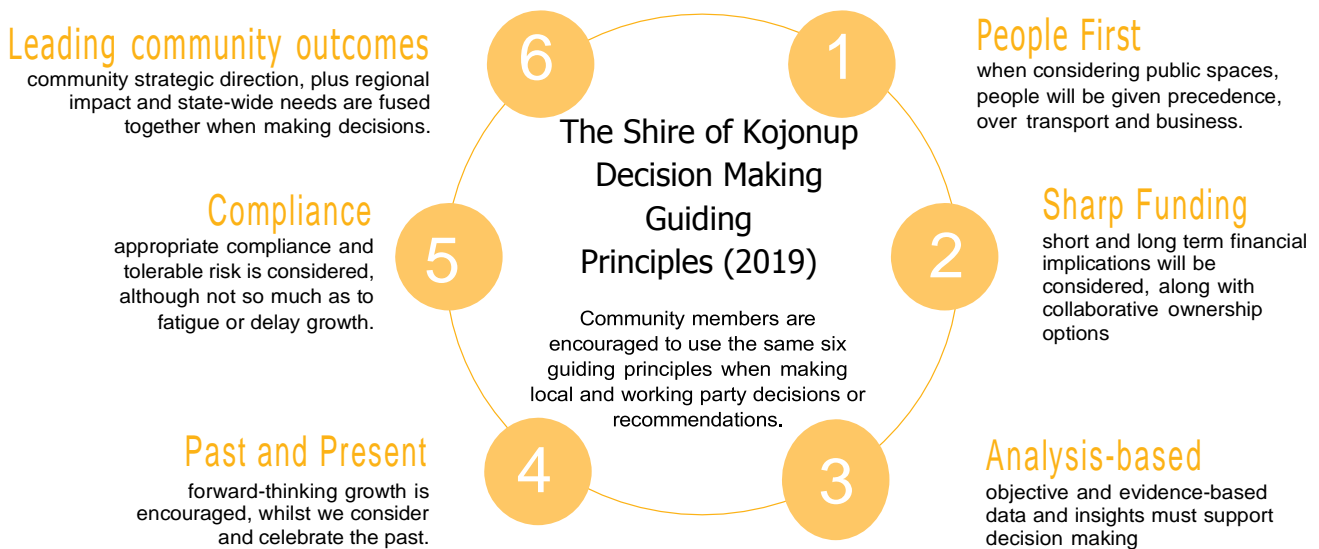 The Shire of Kojonup
Decision Making
Guiding
Principles (2019)
Community members are
encouraged to use the same six
guiding principles when making
local and working party decisions or
recommendations.
1
People First
when considering public spaces,
people will be given precedence,
over transport and business.
2
Sharp Funding
short and long term financial
implications will be
considered, along with
collaborative ownership
options
3
Analysis-based
objective and evidence-based
data and insights must support
decision making
4
Past and Present
forward-thinking growth is
encouraged, whilst we consider
and celebrate the past.
5
Compliance
appropriate compliance and
tolerable risk is considered,
although not so much as to
fatigue or delay growth.
6
Leading community outcomes
community strategic direction, plus regional
impact and state-wide needs are fused
together when making decisions.